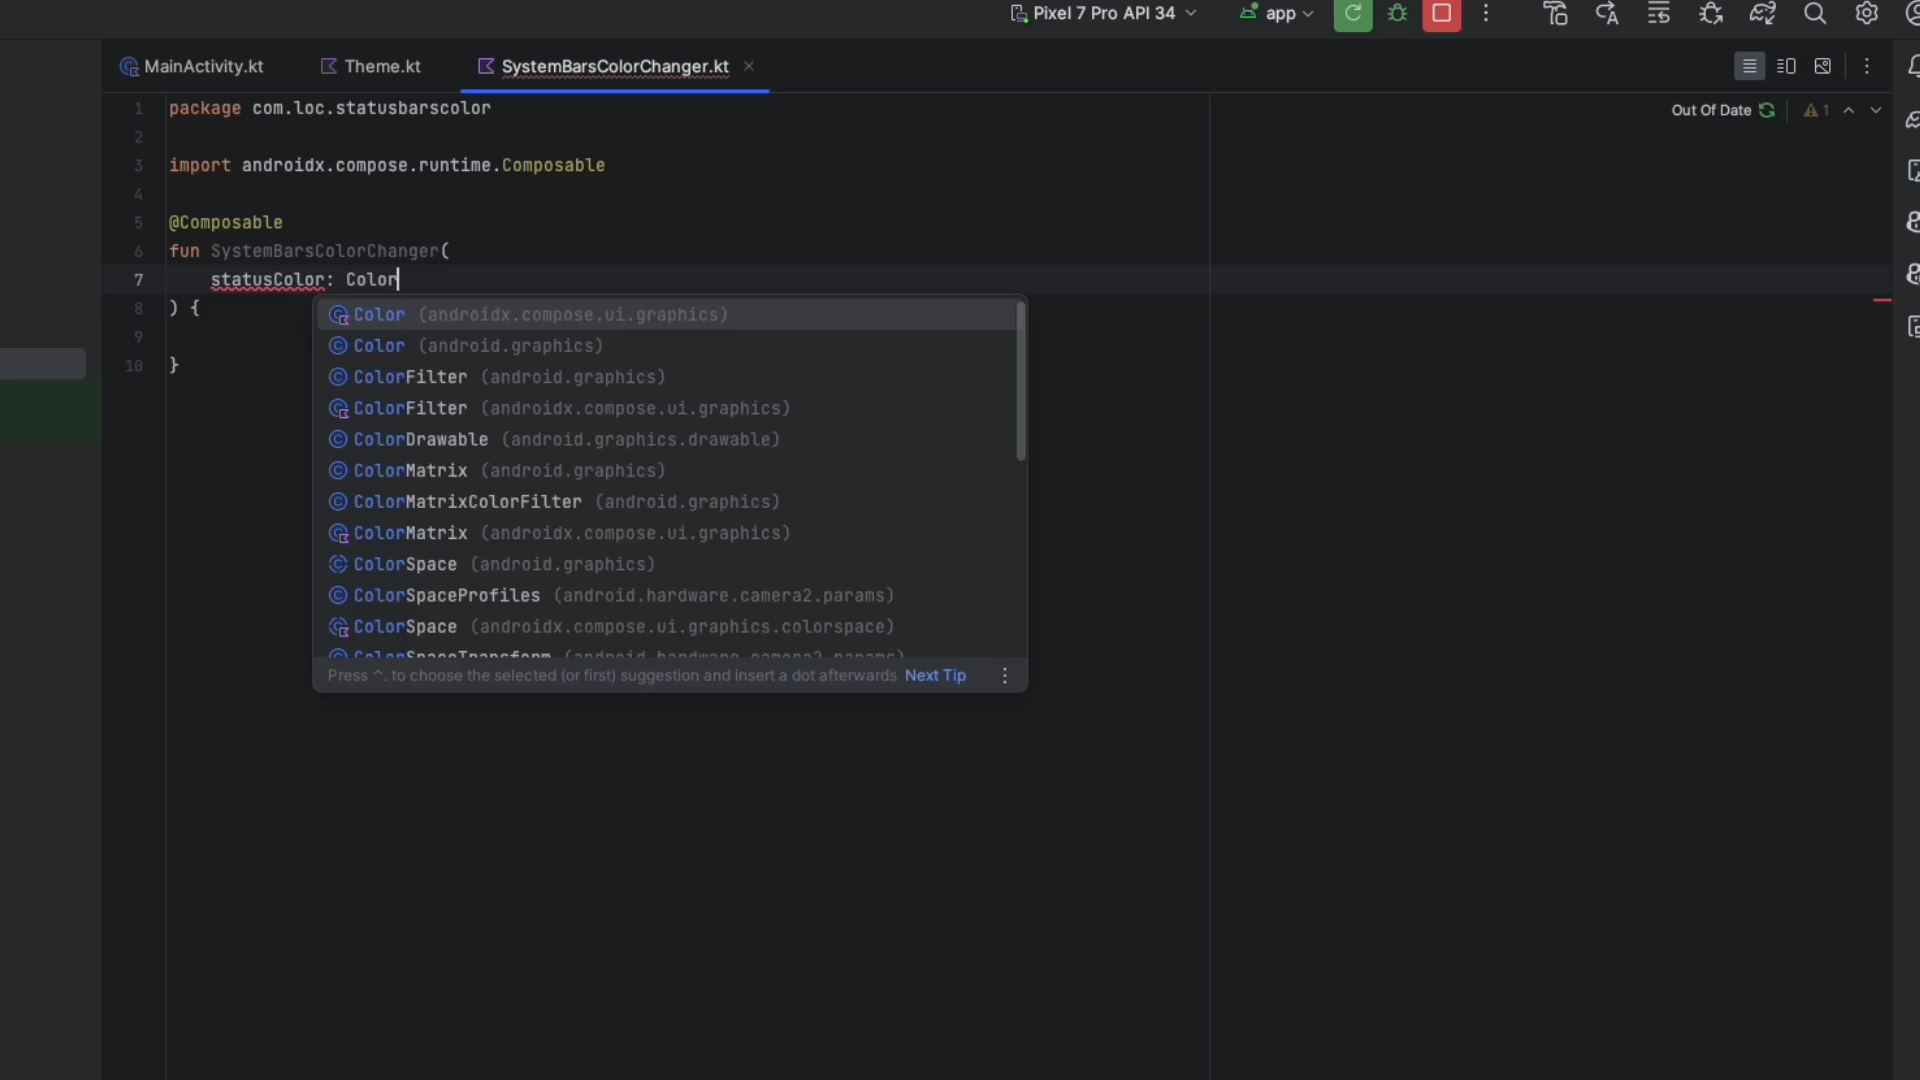 Pixel 7 Pro API 34 app
MainActivity.kt Theme.kt SystemBarsColorChanger.kt
Out Of Date 1
1 package com.loc.statusbarscolor
2
3 import androidx.compose.runtime.Composable
4
5 @Composable
6 fun SystemBarsColorChanger(
7 statusColor: Color
8 ) {
9
10 }
Color (androidx.compose.ui.graphics)
Color (android.graphics)
ColorFilter (android.graphics)
ColorFilter (androidx.compose.ui.graphics)
ColorDrawable (android.graphics.drawable)
ColorMatrix (android.graphics)
ColorMatrixColorFilter (android.graphics)
ColorMatrix (androidx.compose.ui.graphics)
ColorSpace (android.graphics)
ColorSpaceProfiles (android.hardware.camera2.params)
ColorSpace (androidx.compose.ui.graphics.colorspace)
ColorSpaceTransform (android.hardware.camera2.params)
Press ^. to choose the selected (or first) suggestion and insert a dot afterwards Next Tip